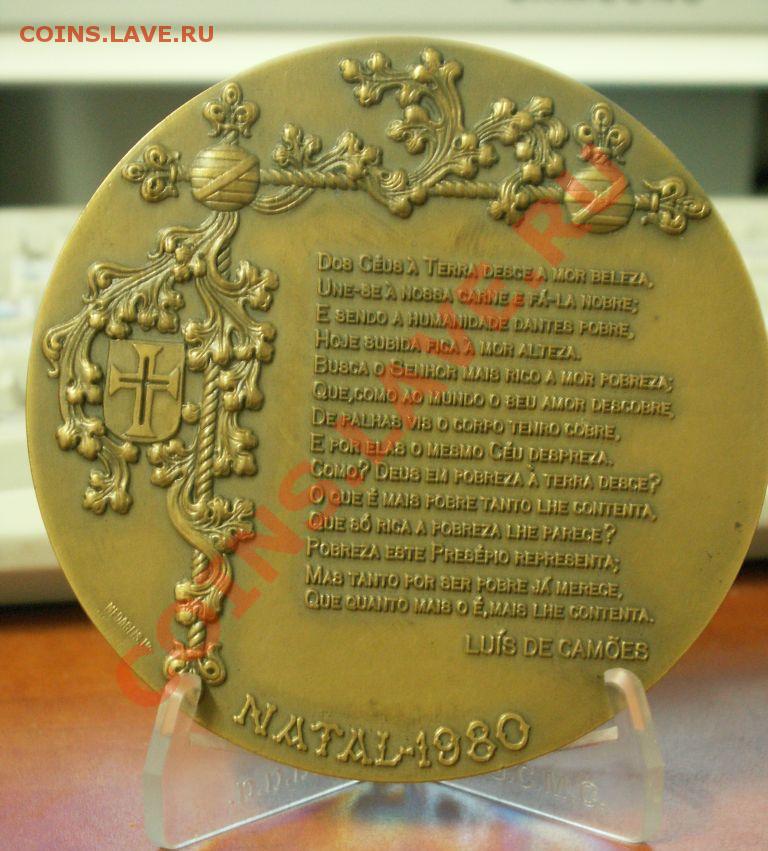 COINS.LAVE.RU
DOS CÉUS À TERRA DESCE A MOR BELEZA,
UNE-SE À NOSSA CARNE E FÁ-LA NOBRE;
E SENDO A HUMANIDADE DANTES POBRE,
HOJE SUBIDA FICA À MOR ALTEZA.
BUSCA O SENHOR MAIS RICO A MOR POBREZA;
QUE, COMO AO MUNDO O SEU AMOR DESCOBRE,
DE PALHAS VIS O CORPO TENRO COBRE,
E POR ELAS O MESMO CÉU DESPREZA.
COMO? DEUS EM POBREZA À TERRA DESCE?
O QUE É MAIS POBRE TANTO LHE CONTENTA,
QUE SÓ RICA A POBREZA LHE PARECE?
POBREZA ESTE PRESÉPIO REPRESENTA;
MAS TANTO POR SER POBRE JÁ MERECE,
QUE QUANTO MAIS O É, MAIS LHE CONTENTA.
LUÍS DE CAMÕES
NATAL-1980
COINS.LAVE.RU